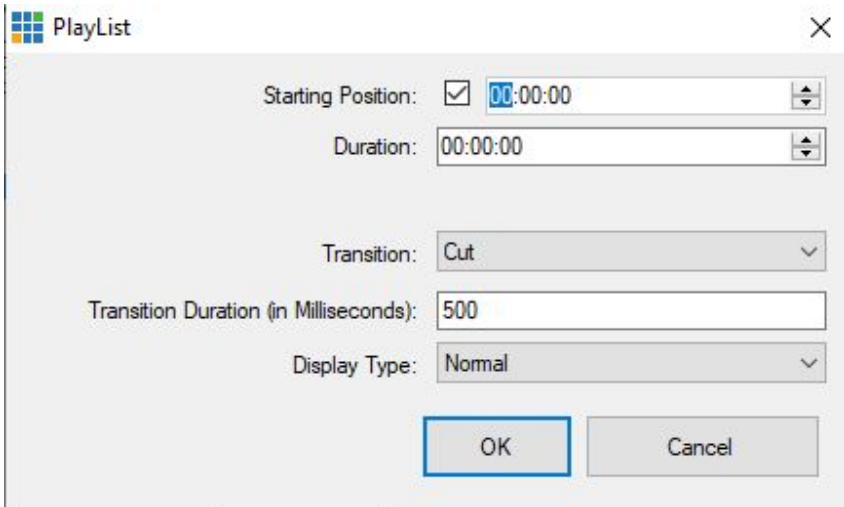 PlayList
Starting Position: 00:00:00
Duration: 00:00:00
Transition: Cut
Transition Duration (in Milliseconds): 500
Display Type: Normal
OK Cancel